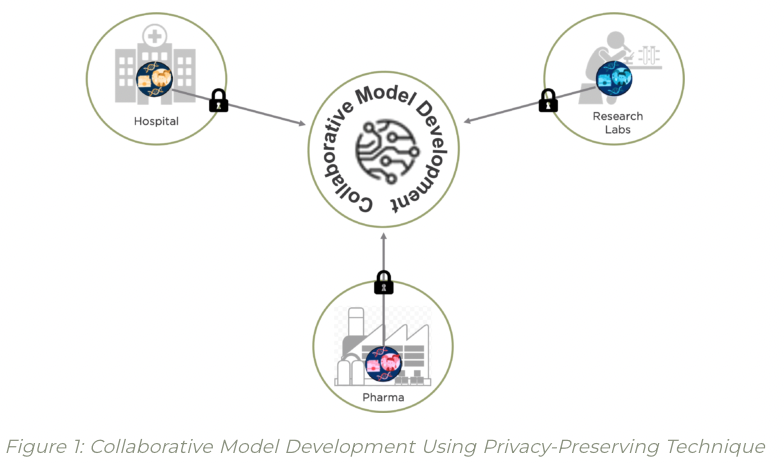 Hospital
Collaborative Model Development
Research
Labs
Pharma
Figure 1: Collaborative Model Development Using Privacy-Preserving Technique